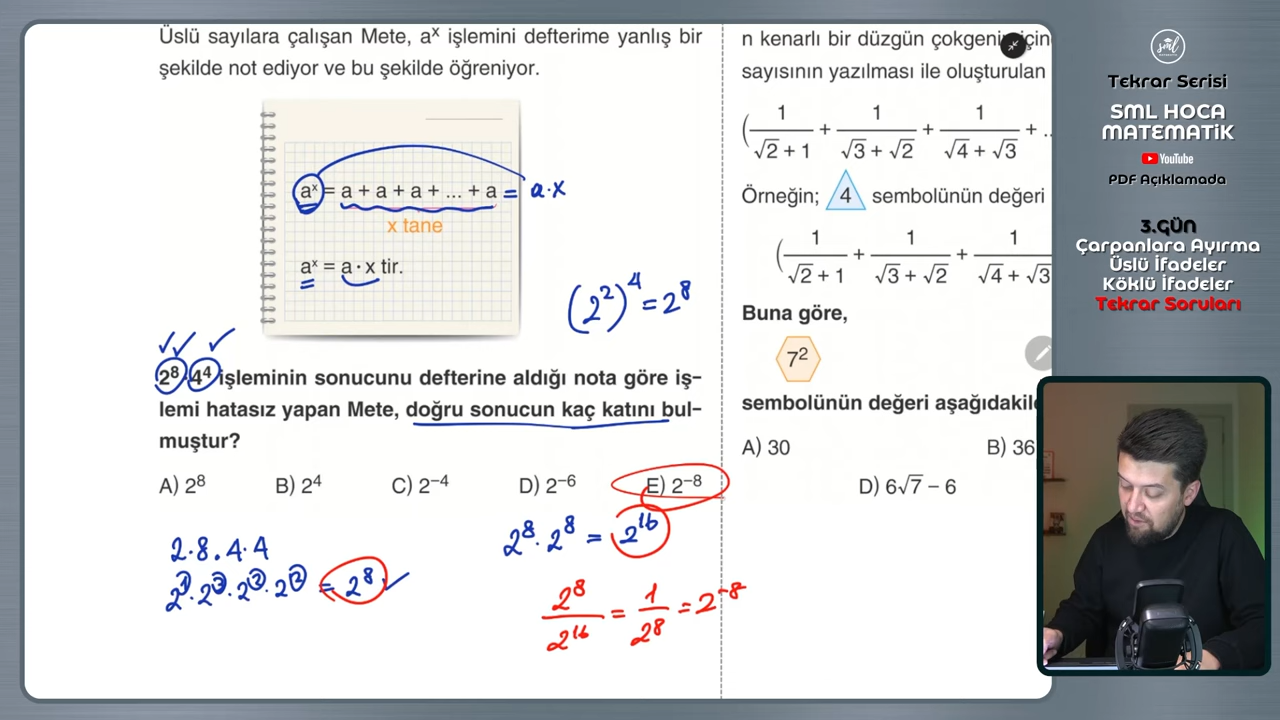 Üslü sayılara çalışan Mete, aˣ işlemini defterime yanlış bir
şekilde not ediyor ve bu şekilde öğreniyor.
aˣ = a + a + a + ... + a = a·x
x tane
aˣ = a · x tir.
(2²)⁴ = 2⁸
2⁸·4⁴ işleminin sonucunu defterine aldığı nota göre iş-
lemi hatasız yapan Mete, doğru sonucun kaç katını bul-
muştur?
A) 2⁸ B) 2⁴ C) 2⁻⁴ D) 2⁻⁶ E) 2⁻⁸
2·8.4·4
2¹·2³·2²·2² = 2⁸
2⁸·2⁸ = 2¹⁶
2⁸/2¹⁶ = 1/2⁸ = 2⁻⁸
n kenarlı bir düzgün çokgenin için
sayısının yazılması ile oluşturulan
(1/(√2 + 1) + 1/(√3 + √2) + 1/(√4 + √3) + ..
Örneğin; 4 sembolünün değeri
(1/(√2 + 1) + 1/(√3 + √2) + 1/(√4 + √3
Buna göre,
7²
sembolünün değeri aşağıdakile
A) 30 B) 36
D) 6√7 – 6
sml
Tekrar Serisi
SML HOCA
MATEMATİK
YouTube
PDF Açıklamada
3.GÜN
Çarpanlara Ayırma
Üslü İfadeler
Köklü İfadeler
Tekrar Soruları